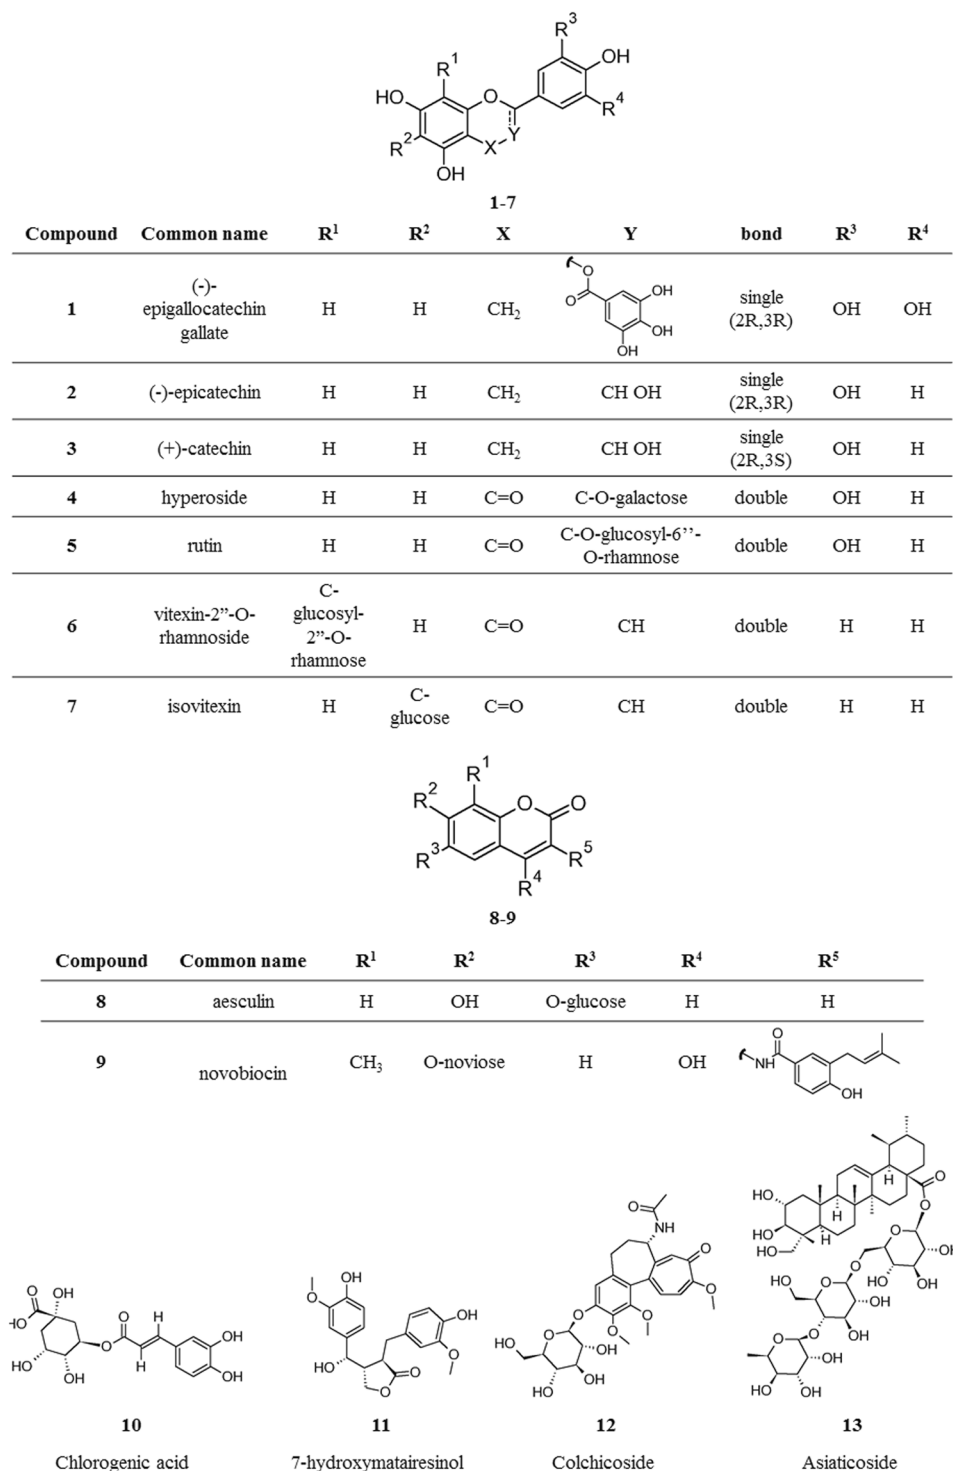 R3
OH
R1
HO
O
R4
R2
X
Y
OH
1-7
Compound Common name R1 R2 X Y bond R3 R4
1 (-)-epigallocatechin gallate H H CH2 O O OH OH OH single (2R,3R) OH OH
2 (-)-epicatechin H H CH2 CH OH single (2R,3R) OH H
3 (+)-catechin H H CH2 CH OH single (2R,3S) OH H
4 hyperoside H H C=O C-O-galactose double OH H
5 rutin H H C=O C-O-glucosyl-6’’-O-rhamnose double OH H
6 vitexin-2”-O-rhamnoside C-glucosyl-2”-O-rhamnose H C=O CH double H H
7 isovitexin H C-glucose C=O CH double H H
R1
R2
O O
R3
R5
R4
8-9
Compound Common name R1 R2 R3 R4 R5
8 aesculin H OH O-glucose H H
9 novobiocin CH3 O-noviose H OH O NH OH
10 11 12 13
Chlorogenic acid 7-hydroxymatairesinol Colchicoside Asiaticoside